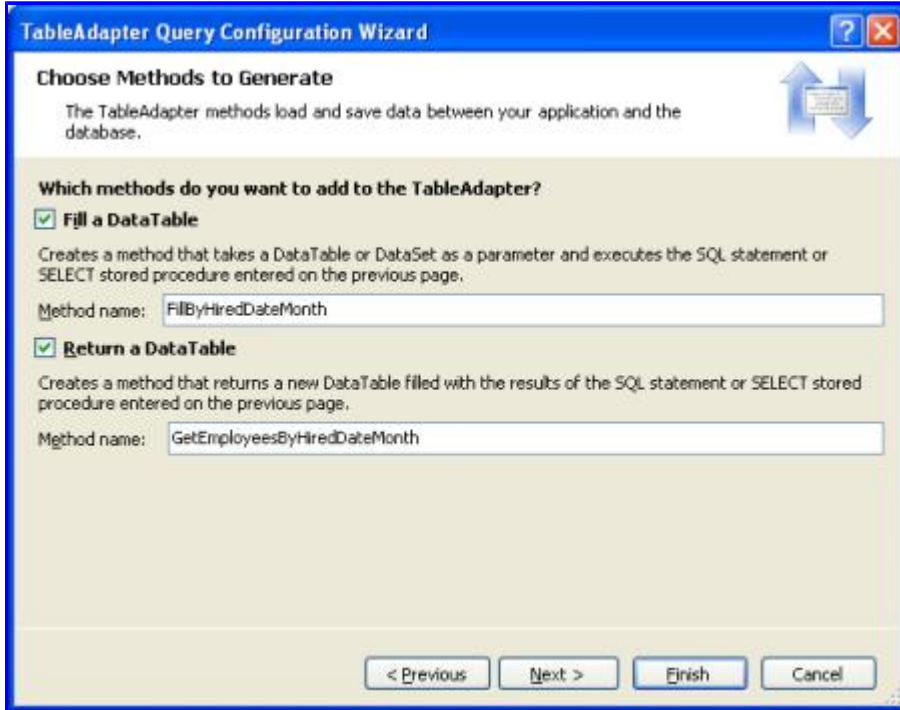 TableAdapter Query Configuration Wizard
Choose Methods to Generate
The TableAdapter methods load and save data between your application and the
database.
Which methods do you want to add to the TableAdapter?
Fill a DataTable
Creates a method that takes a DataTable or DataSet as a parameter and executes the SQL statement or
SELECT stored procedure entered on the previous page.
Method name: FillByHiredDateMonth
Return a DataTable
Creates a method that returns a new DataTable filled with the results of the SQL statement or SELECT stored
procedure entered on the previous page.
Method name: GetEmployeesByHiredDateMonth
< Previous Next > Finish Cancel